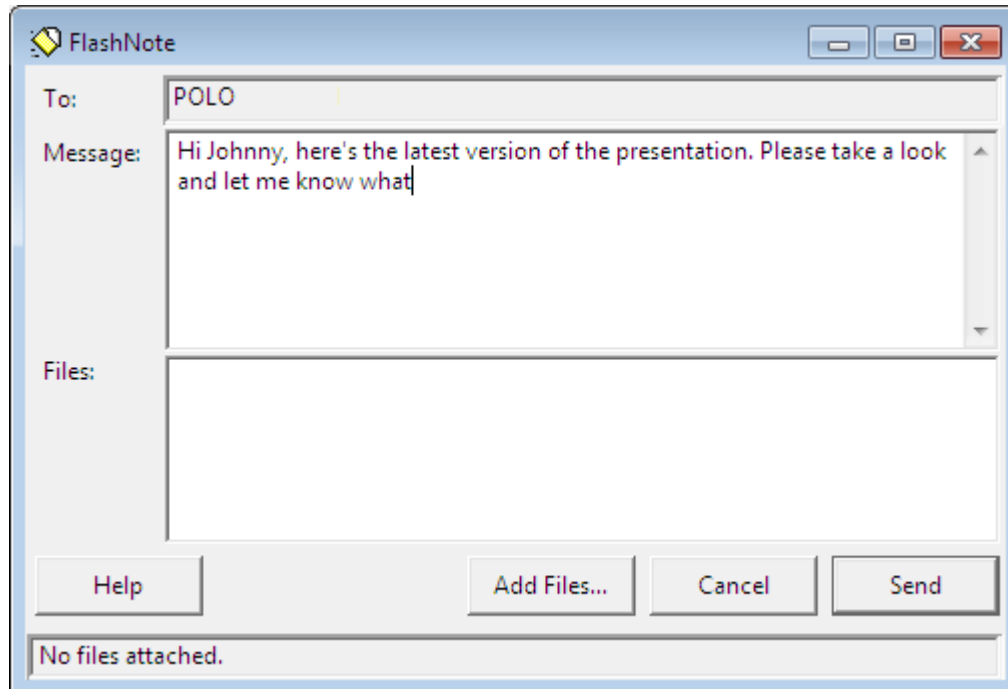 FlashNote
To: POLO
Message: Hi Johnny, here's the latest version of the presentation. Please take a look
and let me know what
Files:
Help Add Files... Cancel Send
No files attached.